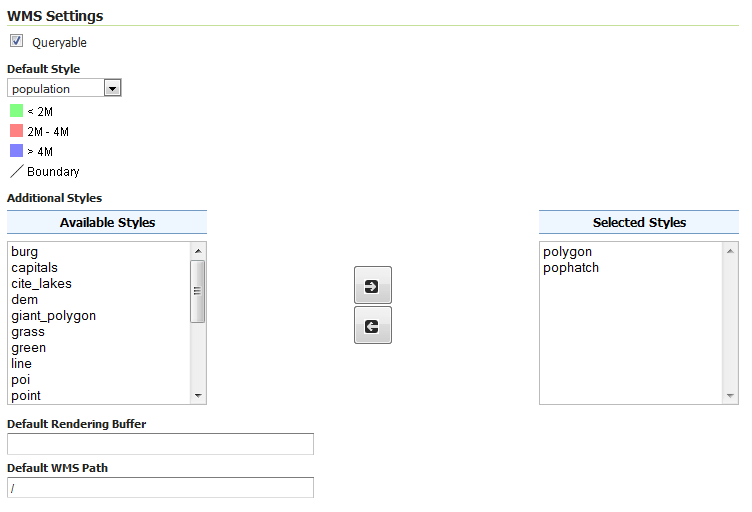 WMS Settings
Queryable
Default Style
population
< 2M
2M - 4M
> 4M
Boundary
Additional Styles
Available Styles
burg
capitals
cite_lakes
dem
giant_polygon
grass
green
line
poi
point
Selected Styles
polygon
pophatch
Default Rendering Buffer
Default WMS Path
/